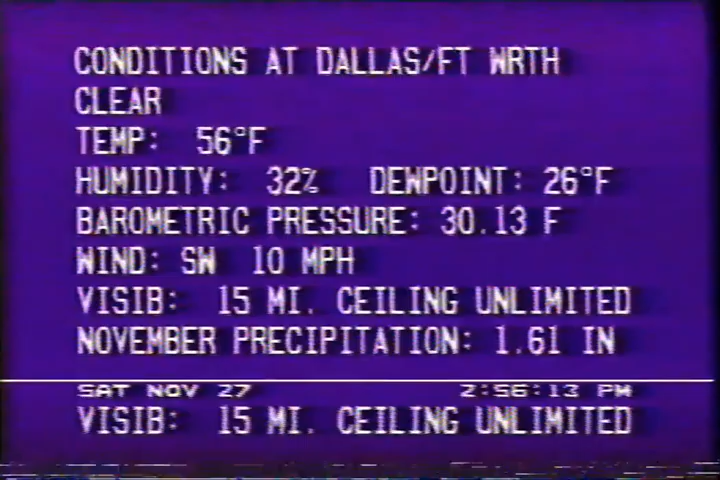 CONDITIONS AT DALLAS/FT WRTH
CLEAR
TEMP:  56°F
HUMIDITY:  32%  DEWPOINT: 26°F
BAROMETRIC PRESSURE: 30.13 F
WIND: SW  10 MPH
VISIB:  15 MI. CEILING UNLIMITED
NOVEMBER PRECIPITATION: 1.61 IN
SAT NOV 27  2:56:13 PM
VISIB:  15 MI. CEILING UNLIMITED